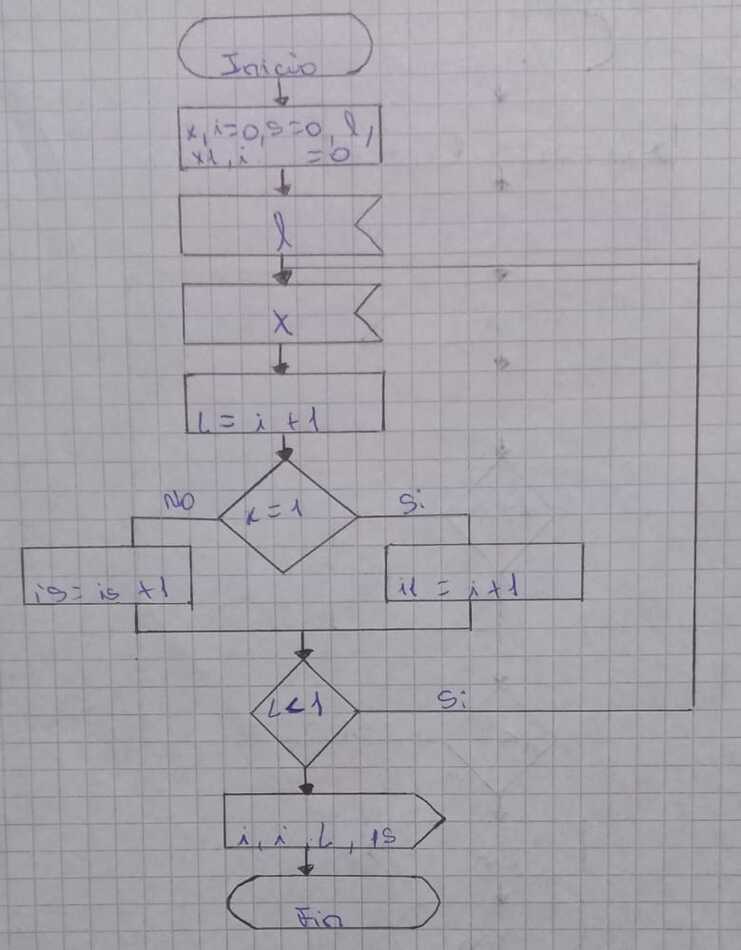 Inicio
x, i=0, s=0, l,
x1, i =0
l
x
L = i + 1
No
x = 1
Si
is = is + 1
i1 = i + 1
L < 1
Si
i, i, L, is
Fin